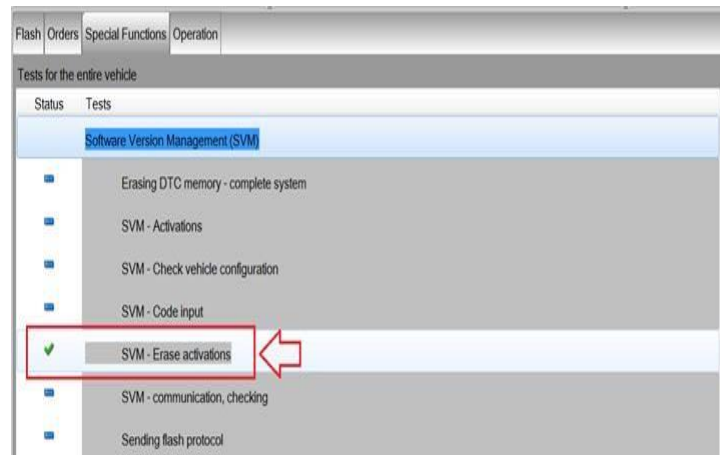 Flash Orders Special Functions Operation
Tests for the entire vehicle
Status Tests
Software Version Management (SVM)
Erasing DTC memory - complete system
SVM - Activations
SVM - Check vehicle configuration
SVM - Code input
SVM - Erase activations
SVM - communication, checking
Sending flash protocol